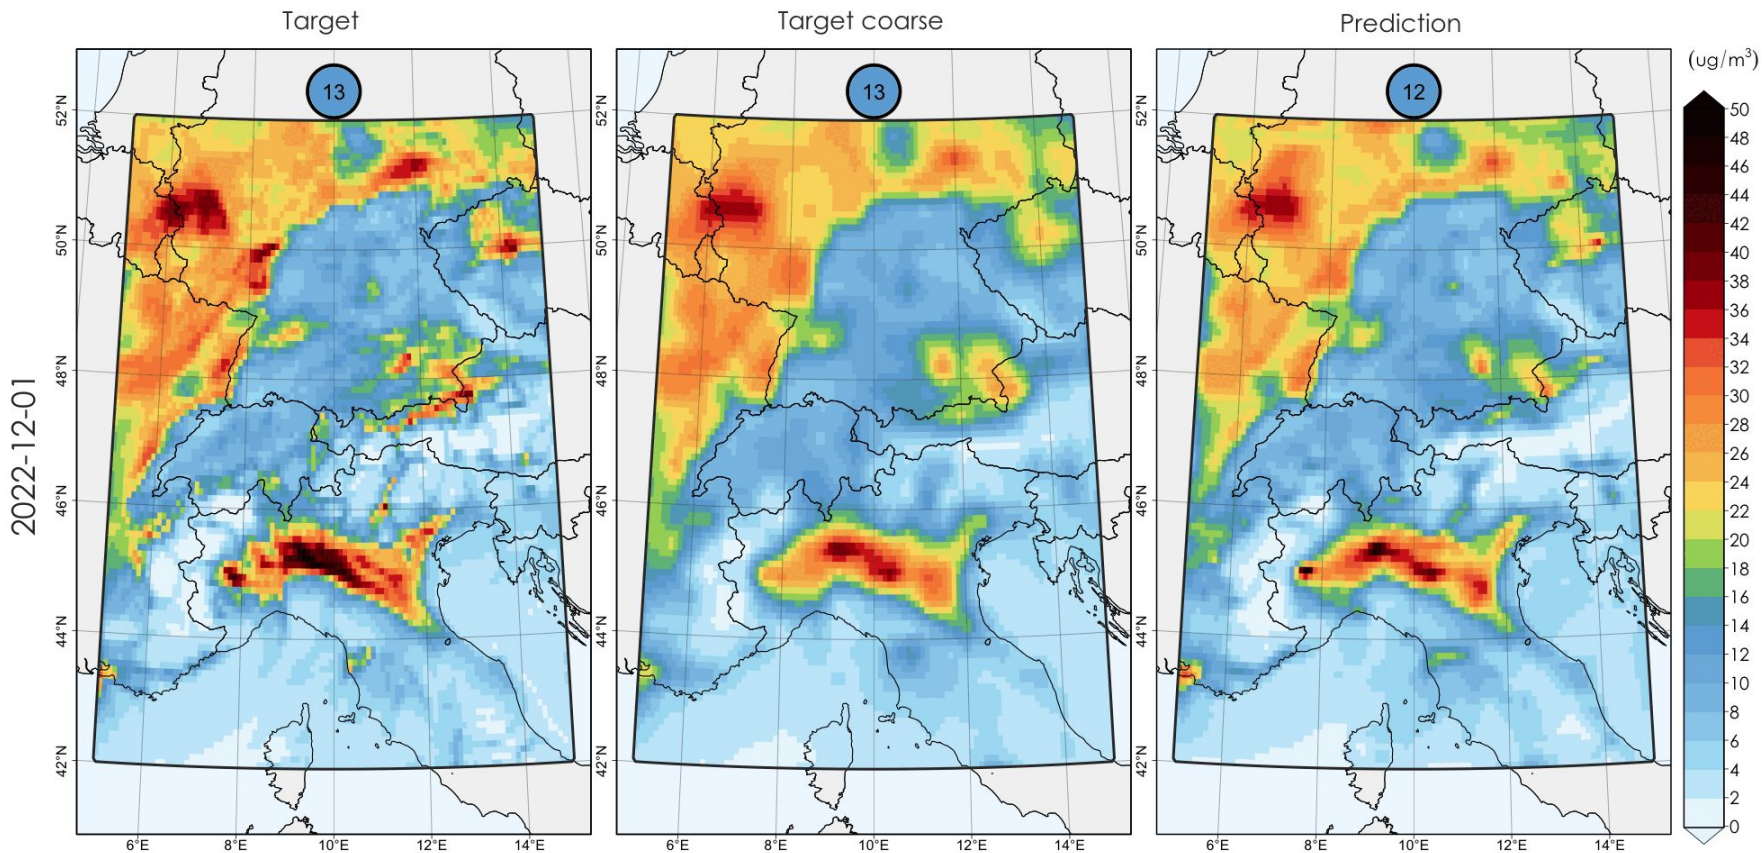 Target
Target coarse
Prediction
(ug/m³)
13
13
12
2022-12-01
52°N
50°N
48°N
46°N
44°N
42°N
6°E
8°E
10°E
12°E
14°E
52°N
50°N
48°N
46°N
44°N
42°N
6°E
8°E
10°E
12°E
14°E
52°N
50°N
48°N
46°N
44°N
42°N
6°E
8°E
10°E
12°E
14°E
50
48
46
44
42
40
38
36
34
32
30
28
26
24
22
20
18
16
14
12
10
8
6
4
2
0